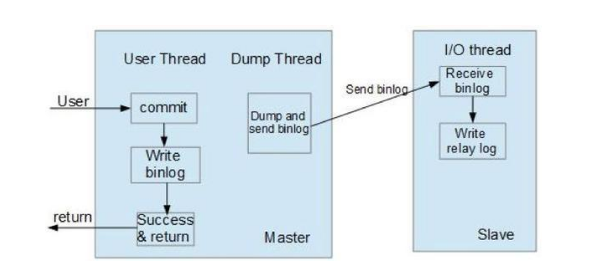 User Thread
Dump Thread
I/O thread
User
commit
Write
binlog
Success
& return
return
Dump and
send binlog
Master
Send binlog
Receive
binlog
Write
relay log
Slave